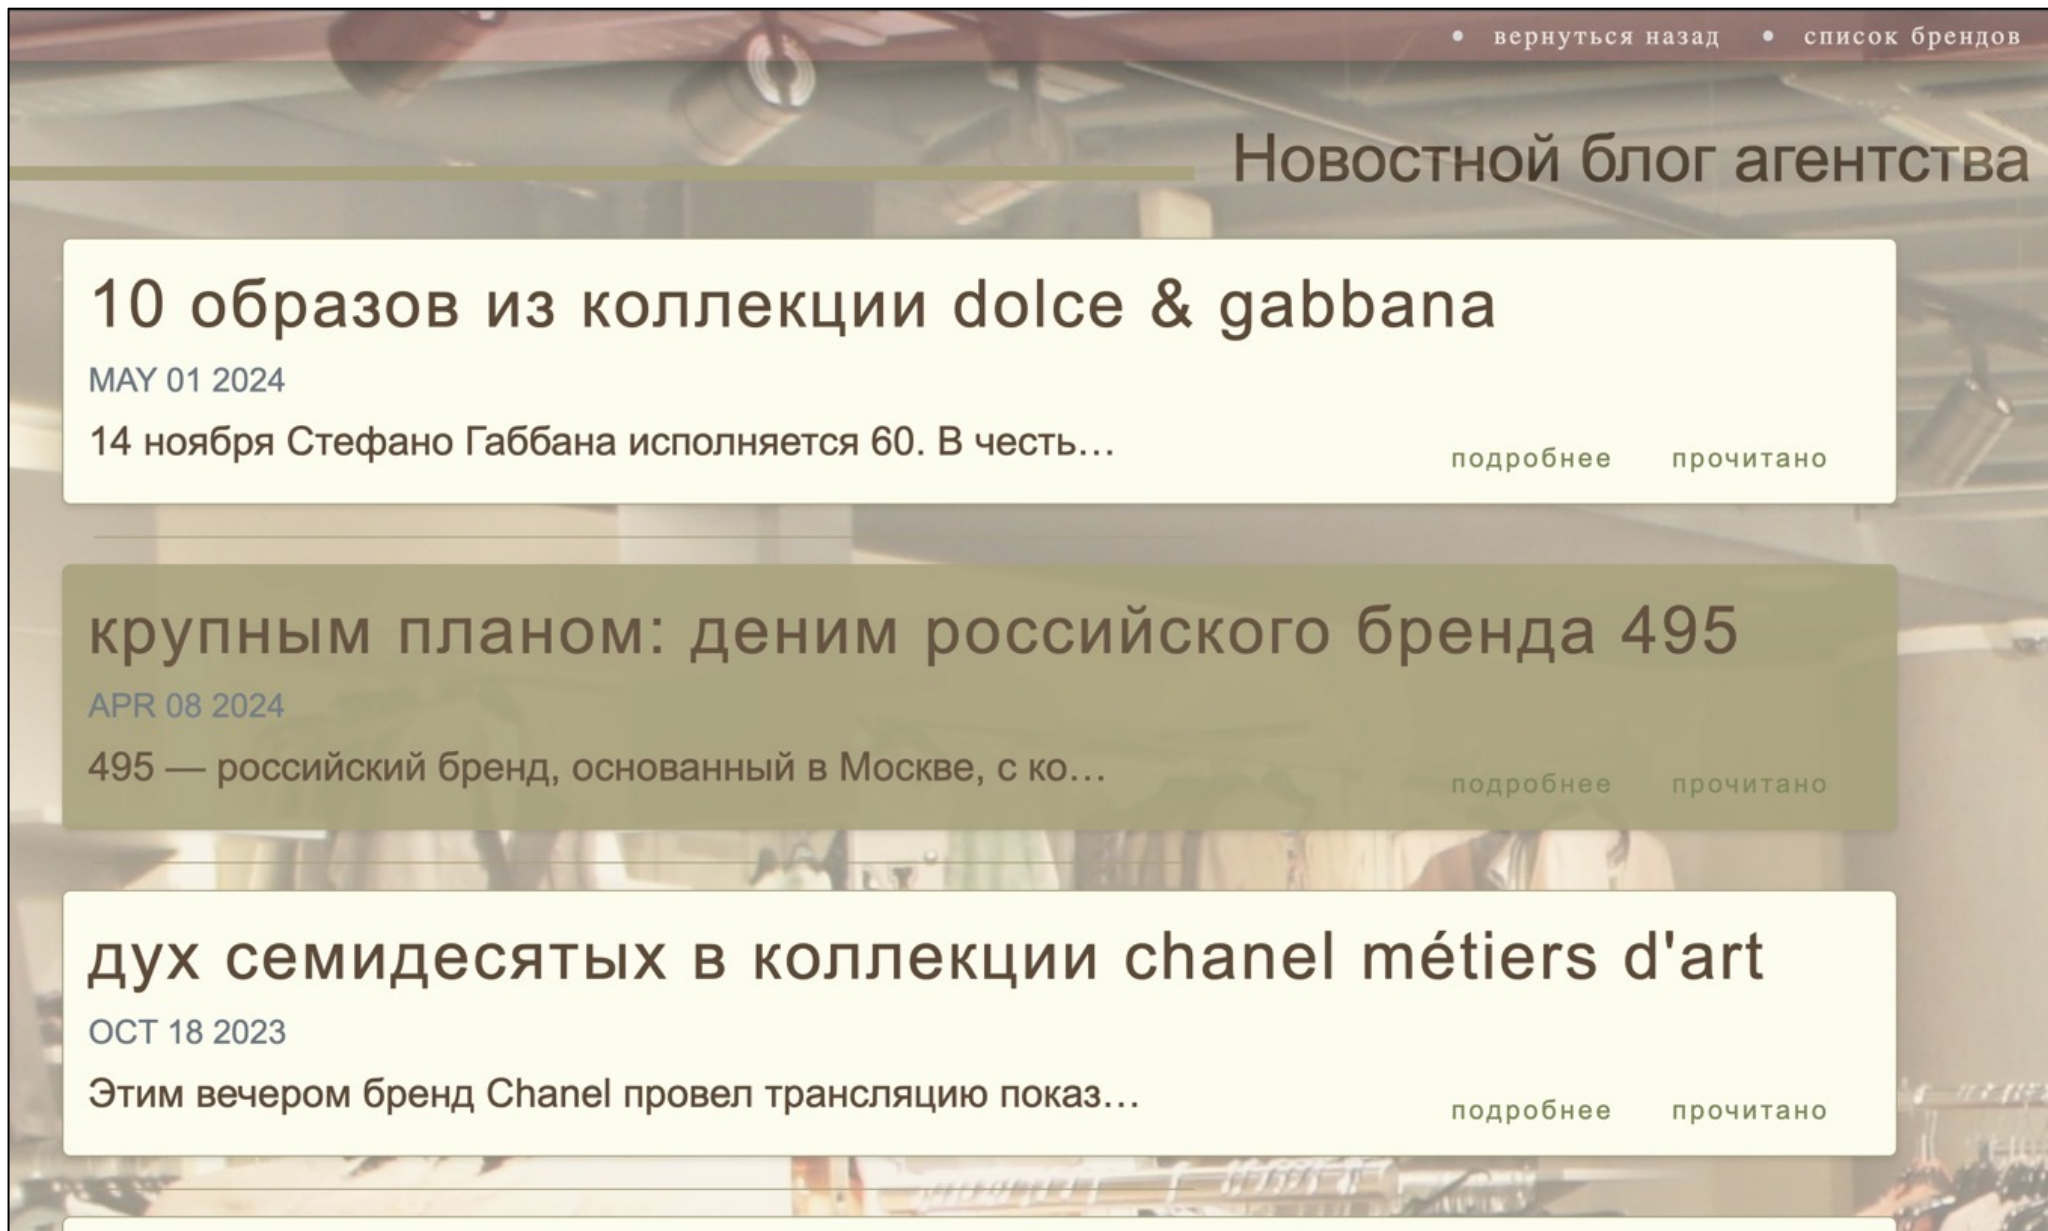 вернуться назад список брендов
Новостной блог агентства
10 образов из коллекции dolce & gabbana
MAY 01 2024
14 ноября Стефано Габбана исполняется 60. В честь...
подробнее прочитано
крупным планом: деним российского бренда 495
APR 08 2024
495 — российский бренд, основанный в Москве, с ко...
подробнее прочитано
дух семидесятых в коллекции chanel métiers d'art
OCT 18 2023
Этим вечером бренд Chanel провел трансляцию показ...
подробнее прочитано